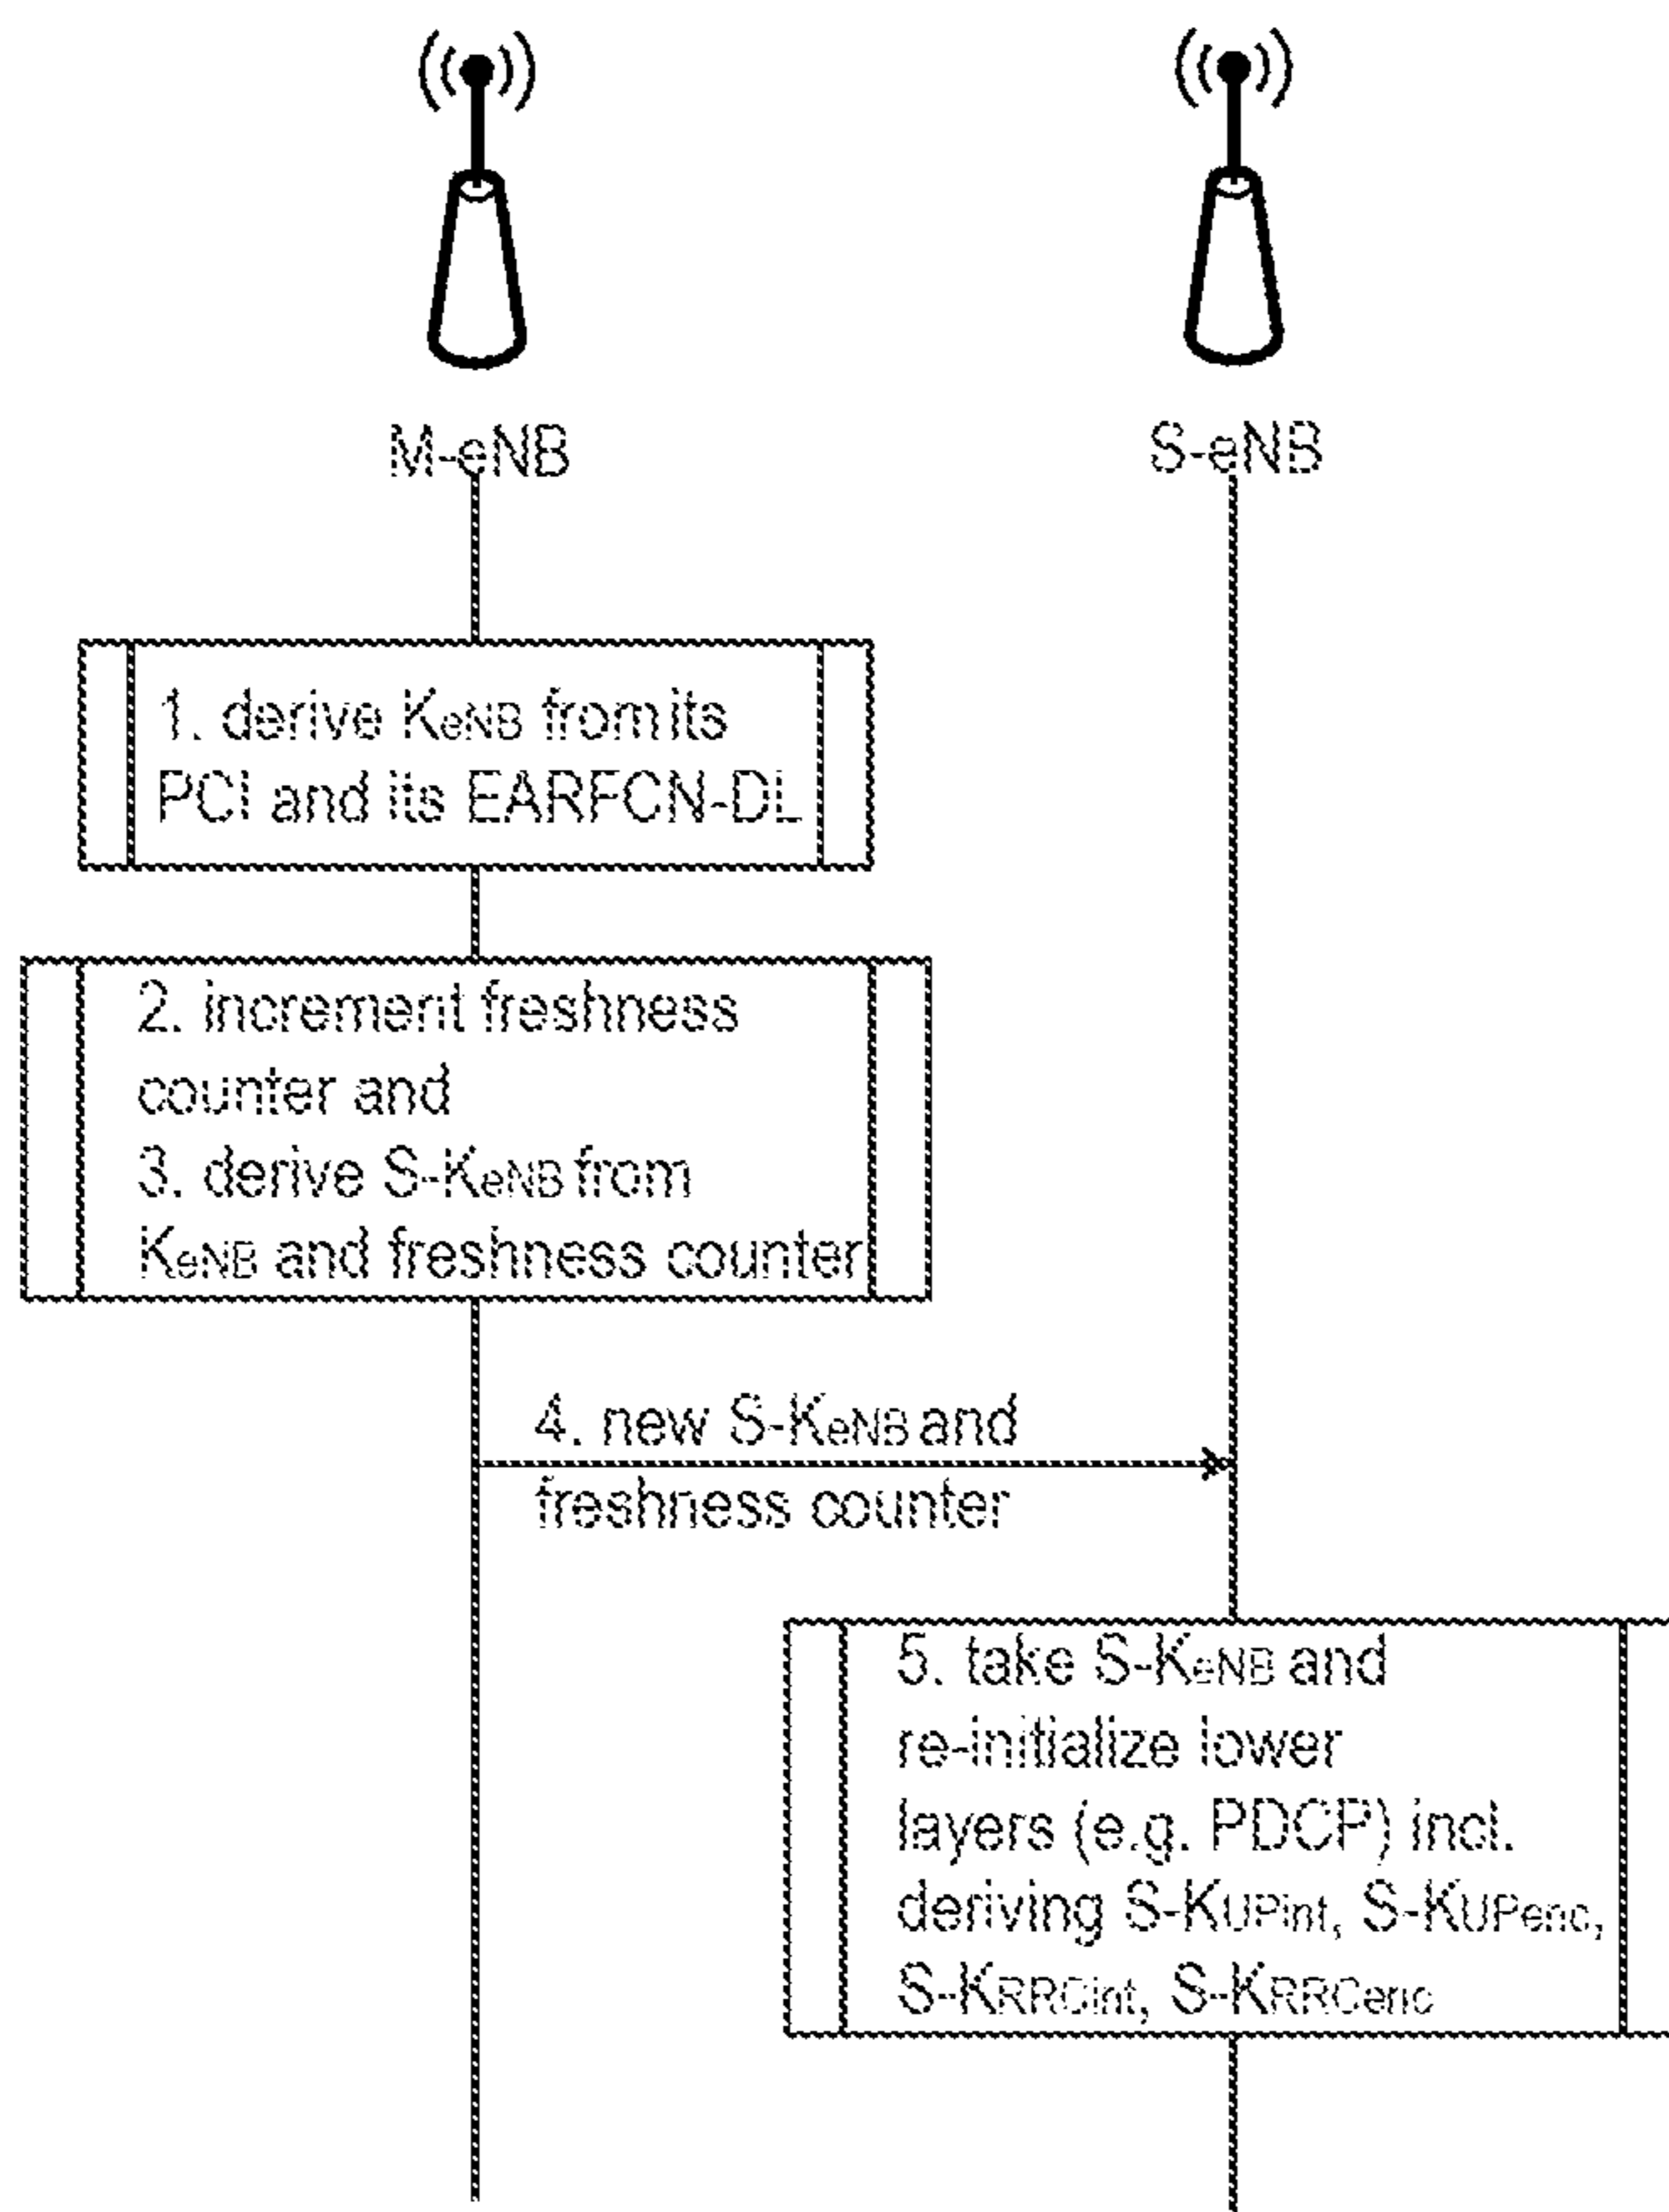 M-eNB
S-eNB
1. derive KeNB from its
PCI and its EARFCN-DL
2. increment freshness
counter and
3. derive S-KeNB from
KeNB and freshness counter
4. new S-KeNB and
freshness counter
5. take S-KeNB and
re-initialize lower
layers (e.g. PDCP) incl.
deriving S-KUPint, S-KUPenc,
S-KRRCint, S-KRRCenc